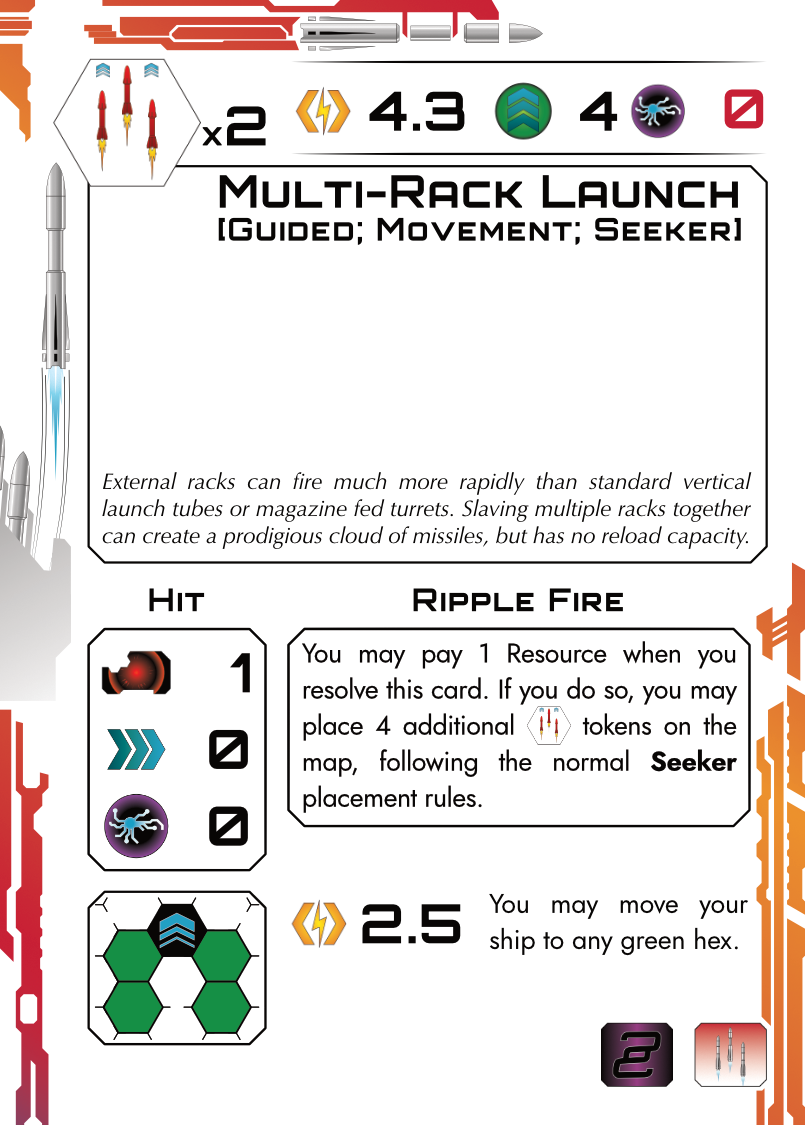 x2 4.3 4 0
Multi-Rack Launch
[Guided; Movement; Seeker]
External racks can fire much more rapidly than standard vertical
launch tubes or magazine fed turrets. Slaving multiple racks together
can create a prodigious cloud of missiles, but has no reload capacity.
Hit
1
0
0
Ripple Fire
You may pay 1 Resource when you
resolve this card. If you do so, you may
place 4 additional tokens on the
map, following the normal Seeker
placement rules.
2.5
You may move your
ship to any green hex.
2